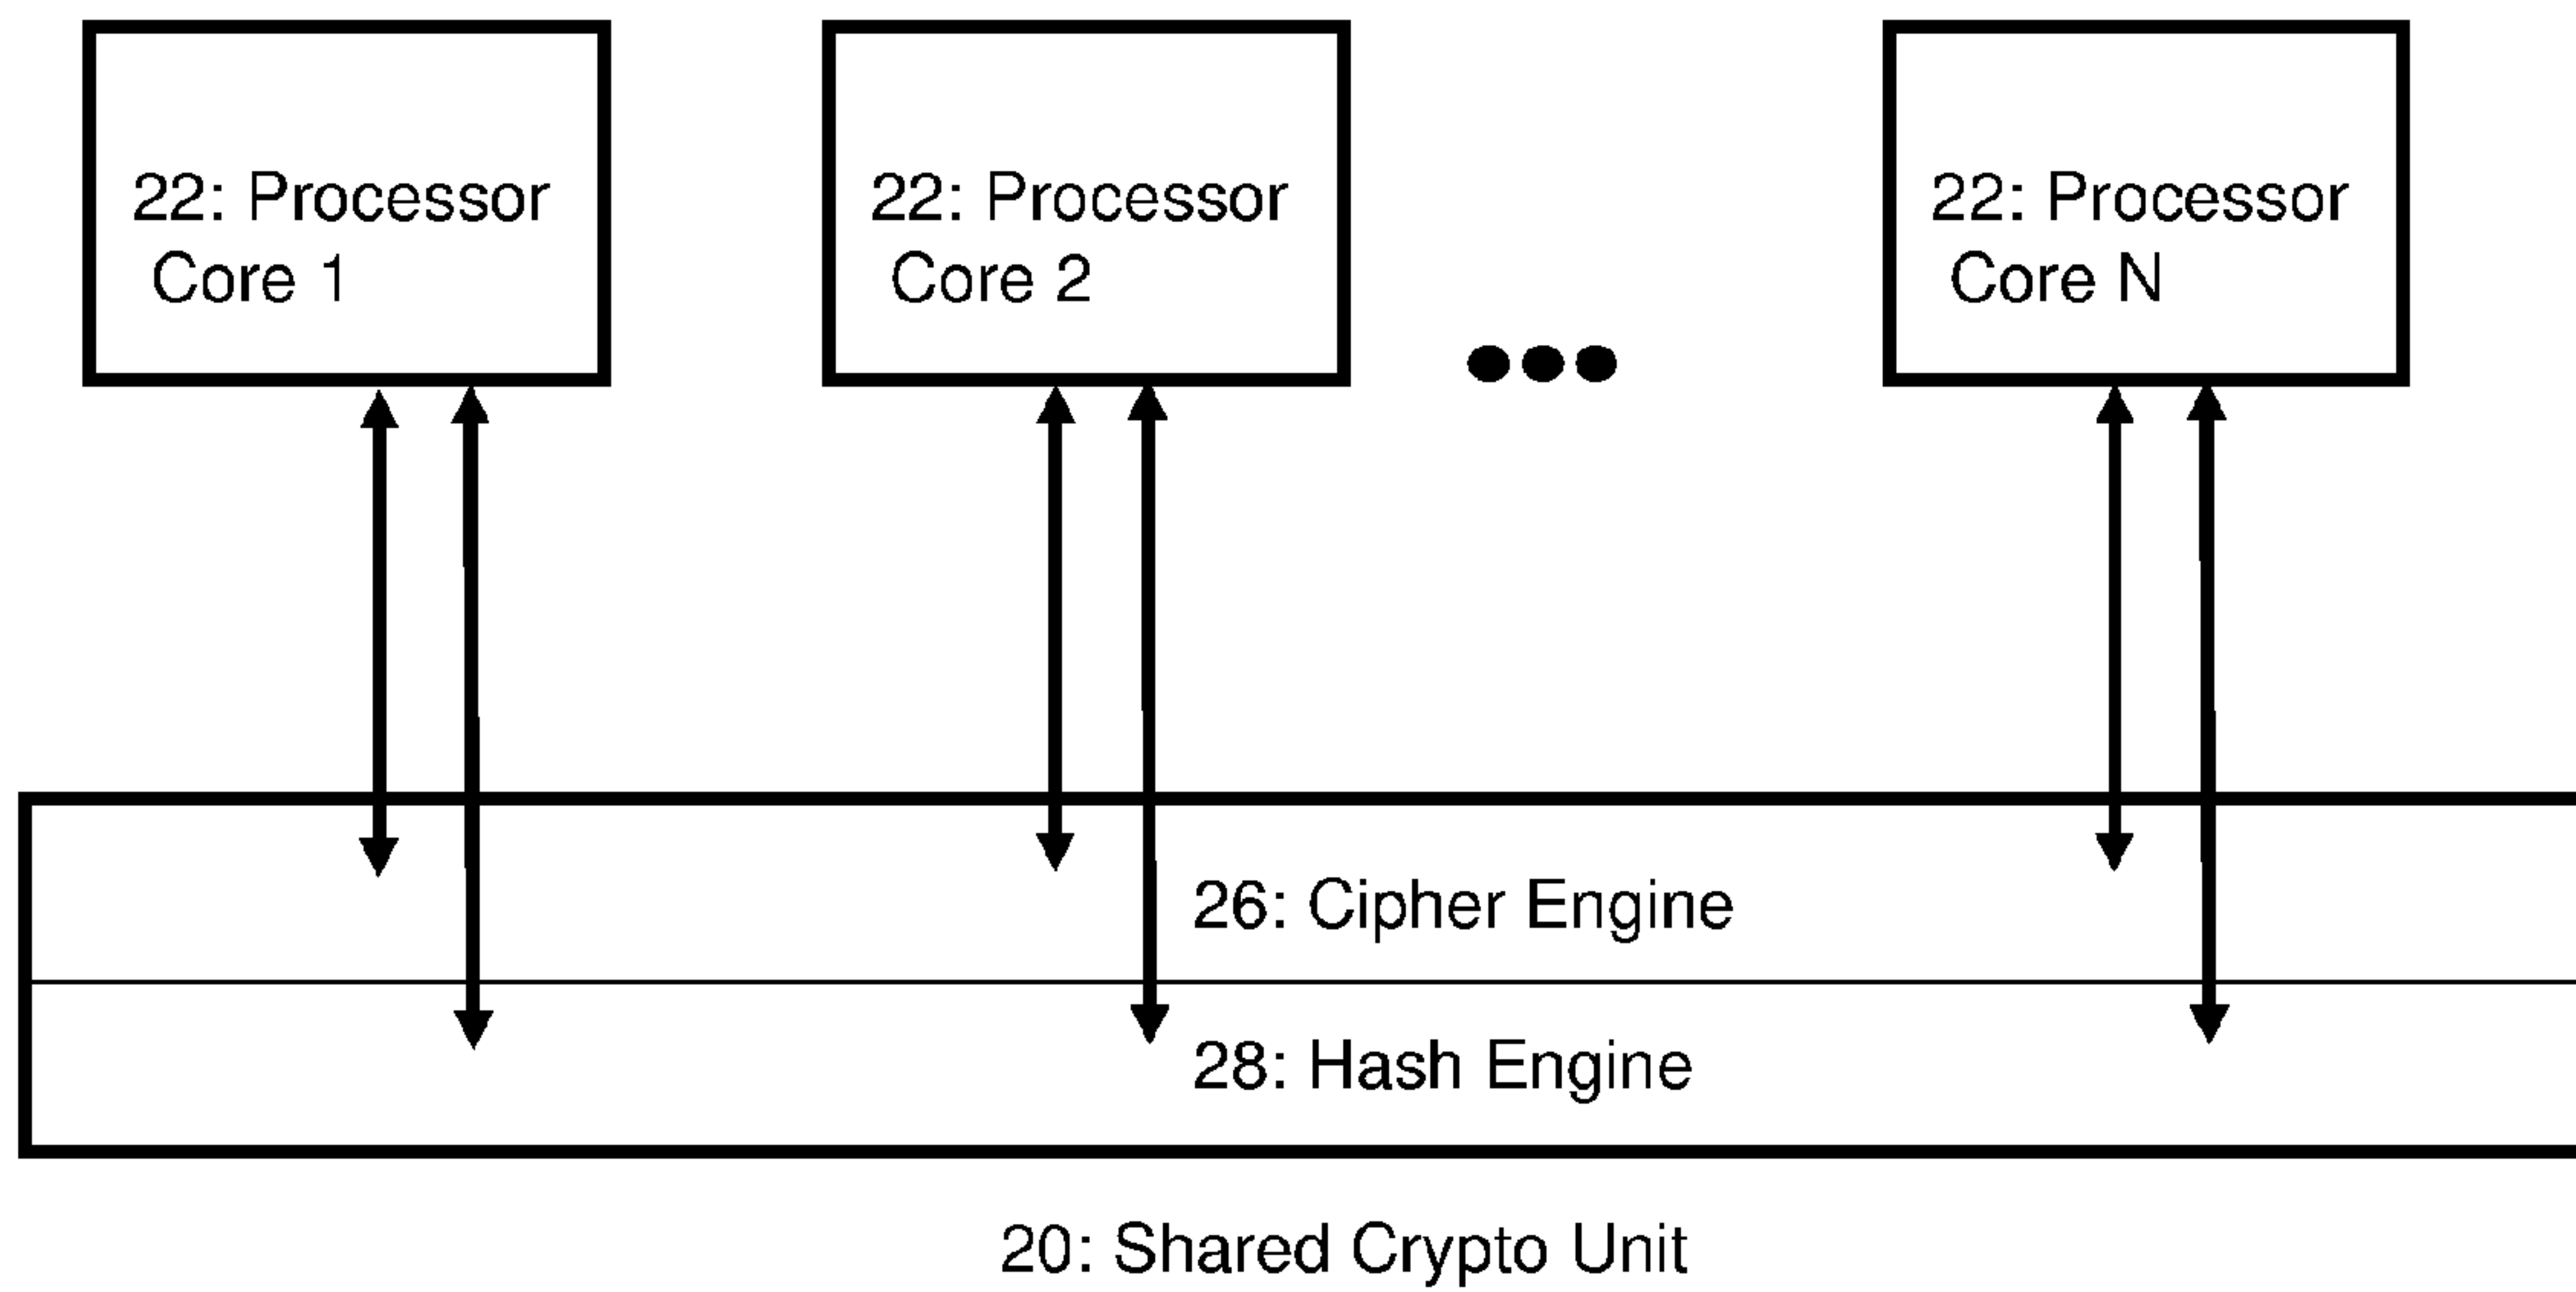 22: Processor
Core 1
22: Processor
Core 2
22: Processor
Core N
26: Cipher Engine
28: Hash Engine
20: Shared Crypto Unit